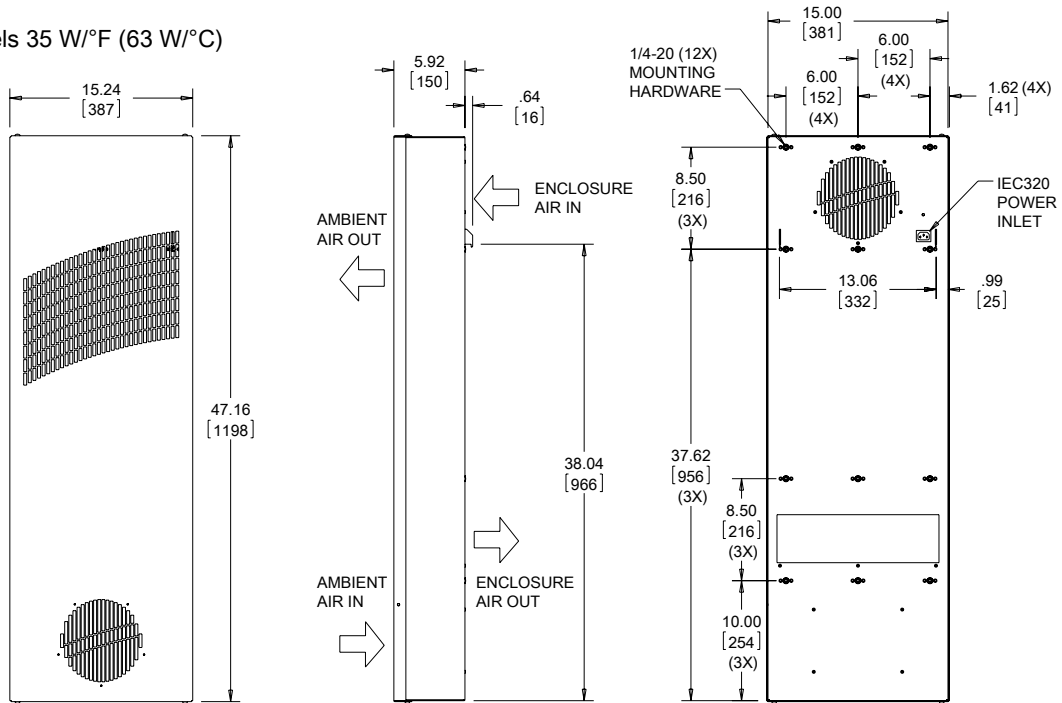 els 35 W/°F (63 W/°C)
15.24
[387]
47.16
[1198]
5.92
[150]
.64
[16]
ENCLOSURE
AIR IN
AMBIENT
AIR OUT
38.04
[966]
AMBIENT
AIR IN
ENCLOSURE
AIR OUT
15.00
[381]
6.00
[152]
(4X)
1/4-20 (12X)
MOUNTING
HARDWARE
6.00
[152]
(4X)
1.62 (4X)
[41]
8.50
[216]
(3X)
IEC320
POWER
INLET
13.06
[332]
.99
[25]
37.62
[956]
(3X)
8.50
[216]
(3X)
10.00
[254]
(3X)